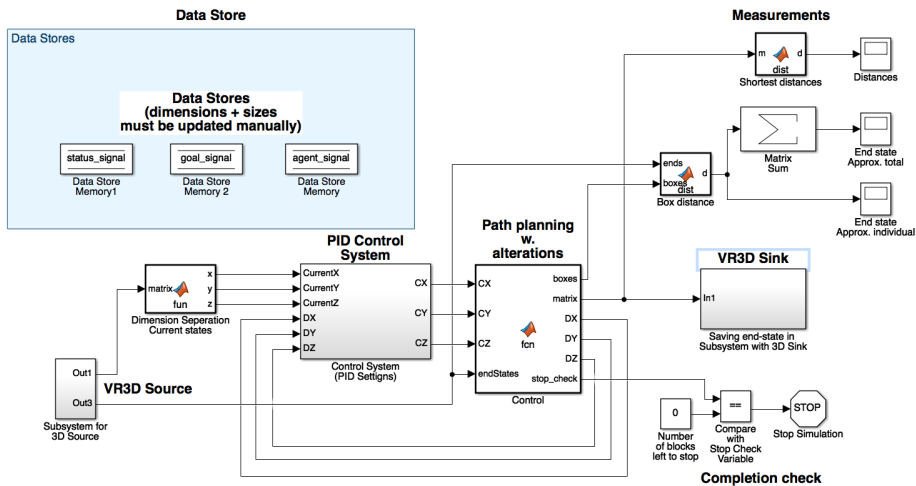 Data Store
Data Stores
Data Stores
(dimensions + sizes
must be updated manually)
status_signal
Data Store
Memory1
goal_signal
Data Store
Memory 2
agent_signal
Data Store
Memory
Measurements
m
d
dist
Shortest distances
Distances
Matrix
Sum
End state
Approx. total
ends
boxes
d
dist
Box distance
End state
Approx. individual
PID Control
System
CurrentX
CurrentY
CurrentZ
DX
DY
DZ
CX
CY
CZ
Control System
(PID Settigns)
Path planning
w.
alterations
CX
CY
CZ
endStates
fcn
boxes
matrix
DX
DY
DZ
stop_check
Control
VR3D Sink
In1
Saving end-state in
Subsystem with 3D Sink
matrix
x
y
z
fun
Dimension Seperation
Current states
VR3D Source
Out1
Out3
Subsystem for
3D Source
0
Number
of blocks
left to stop
==
Compare
with
Stop Check
Variable
STOP
Stop Simulation
Completion check